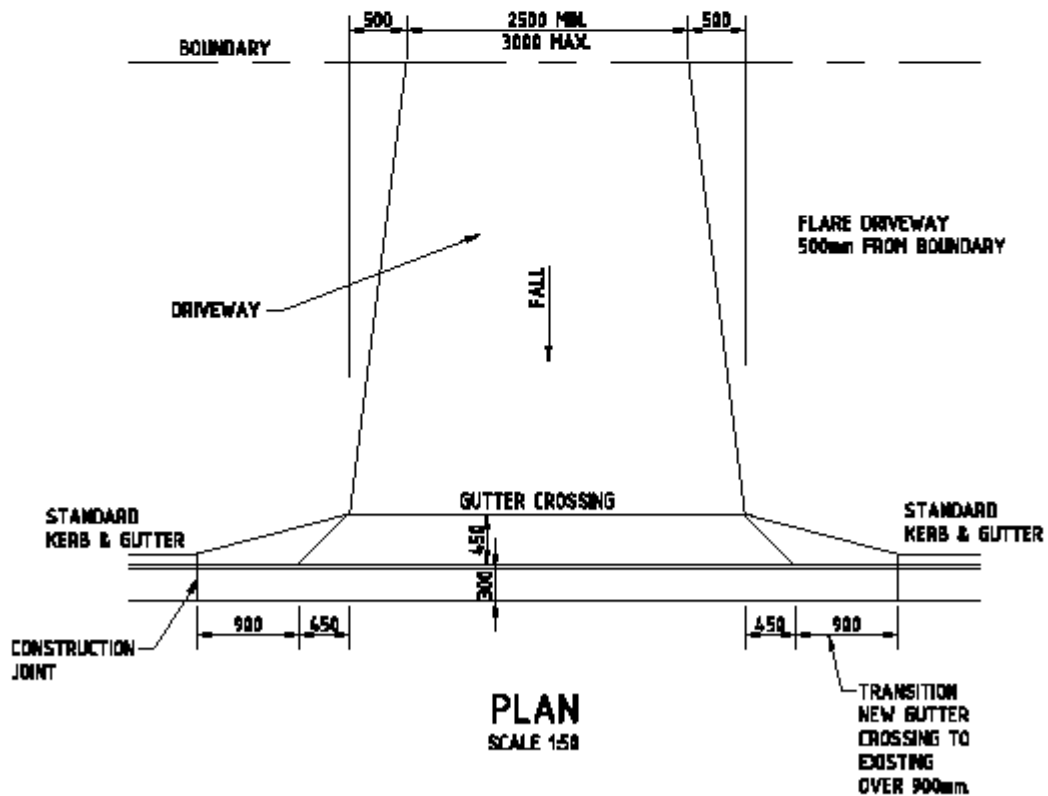 500
2500 MIN.
500
3000 MAX.
BOUNDARY
FLARE DRIVEWAY
500mm FROM BOUNDARY
FALL
DRIVEWAY
GUTTER CROSSING
STANDARD
KERB & GUTTER
STANDARD
KERB & GUTTER
450
300
900
450
450
900
CONSTRUCTION
JOINT
PLAN
SCALE 1:50
TRANSITION
NEW GUTTER
CROSSING TO
EXISTING
OVER 900mm.